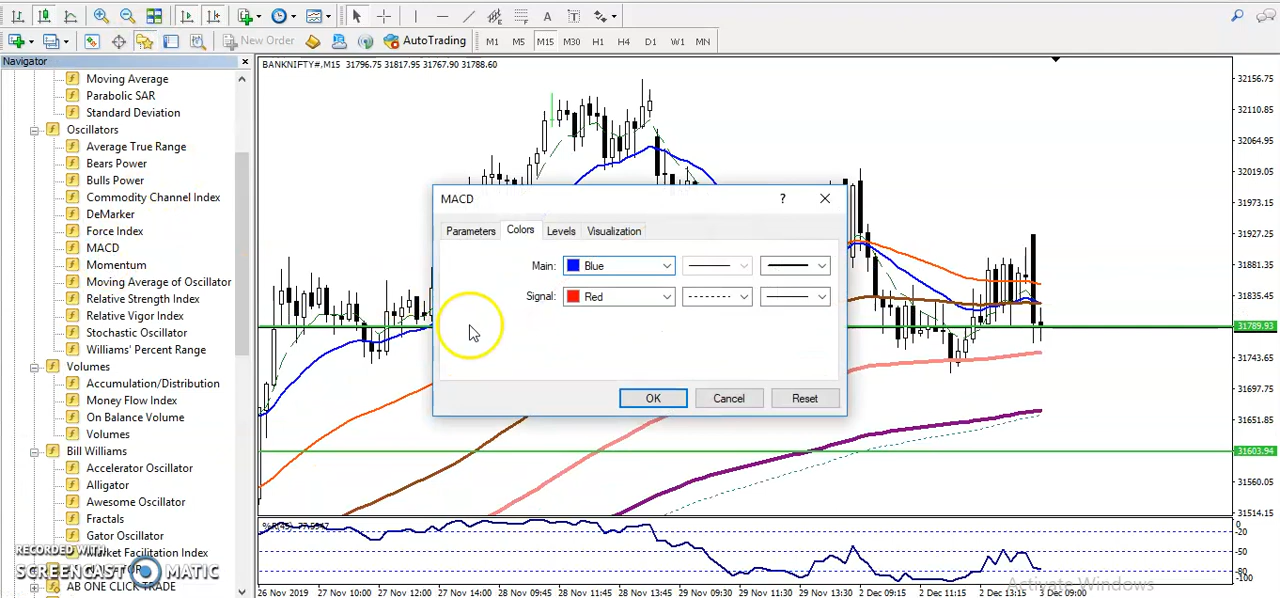 New Order
AutoTrading
M1 M5 M15 M30 H1 H4 D1 W1 MN
Navigator
Moving Average
Parabolic SAR
Standard Deviation
Oscillators
Average True Range
Bears Power
Bulls Power
Commodity Channel Index
DeMarker
Force Index
MACD
Momentum
Moving Average of Oscillator
Relative Strength Index
Relative Vigor Index
Stochastic Oscillator
Williams' Percent Range
Volumes
Accumulation/Distribution
Money Flow Index
On Balance Volume
Volumes
Bill Williams
Accelerator Oscillator
Alligator
Awesome Oscillator
Fractals
Gator Oscillator
Market Facilitation Index
AB ONE CLICK TRADE
RECORDED WITH
SCREENCAST MATIC
BANKNIFTY#,M15 31796.75 31817.95 31767.90 31788.60
MACD
?
Parameters Colors Levels Visualization
Main: Blue
Signal: Red
OK Cancel Reset
32156.75
32110.85
32064.95
32019.05
31973.15
31927.25
31881.35
31835.45
31789.93
31743.65
31697.75
31651.85
31603.94
31560.05
31514.15
0
-20
-50
-80
-100
26 Nov 2019 27 Nov 10:00 27 Nov 12:00 27 Nov 14:00 28 Nov 09:45 28 Nov 11:45 28 Nov 13:45 29 Nov 09:30 29 Nov 11:30 29 Nov 13:30 2 Dec 09:15 2 Dec 11:15 2 Dec 13:15 3 Dec 09:00
Activate Windows